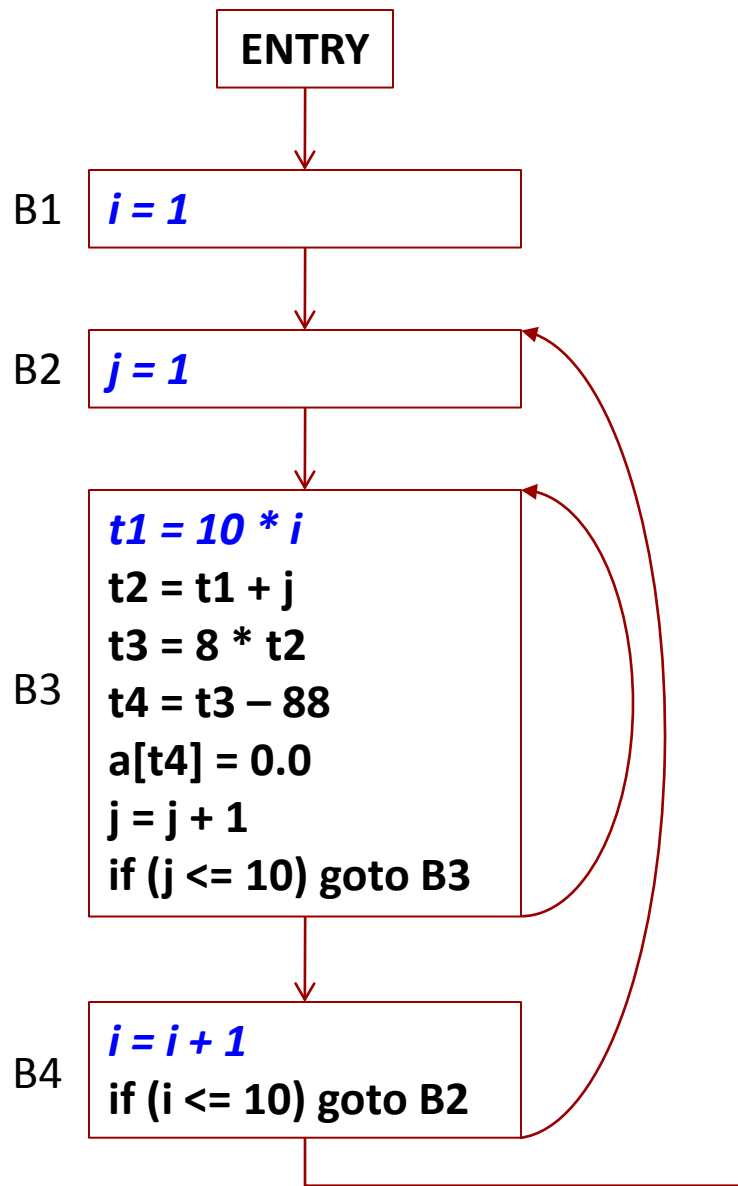 ENTRY
B1
i = 1
B2
j = 1
B3
t1 = 10 * i
t2 = t1 + j
t3 = 8 * t2
t4 = t3 – 88
a[t4] = 0.0
j = j + 1
if (j <= 10) goto B3
B4
i = i + 1
if (i <= 10) goto B2